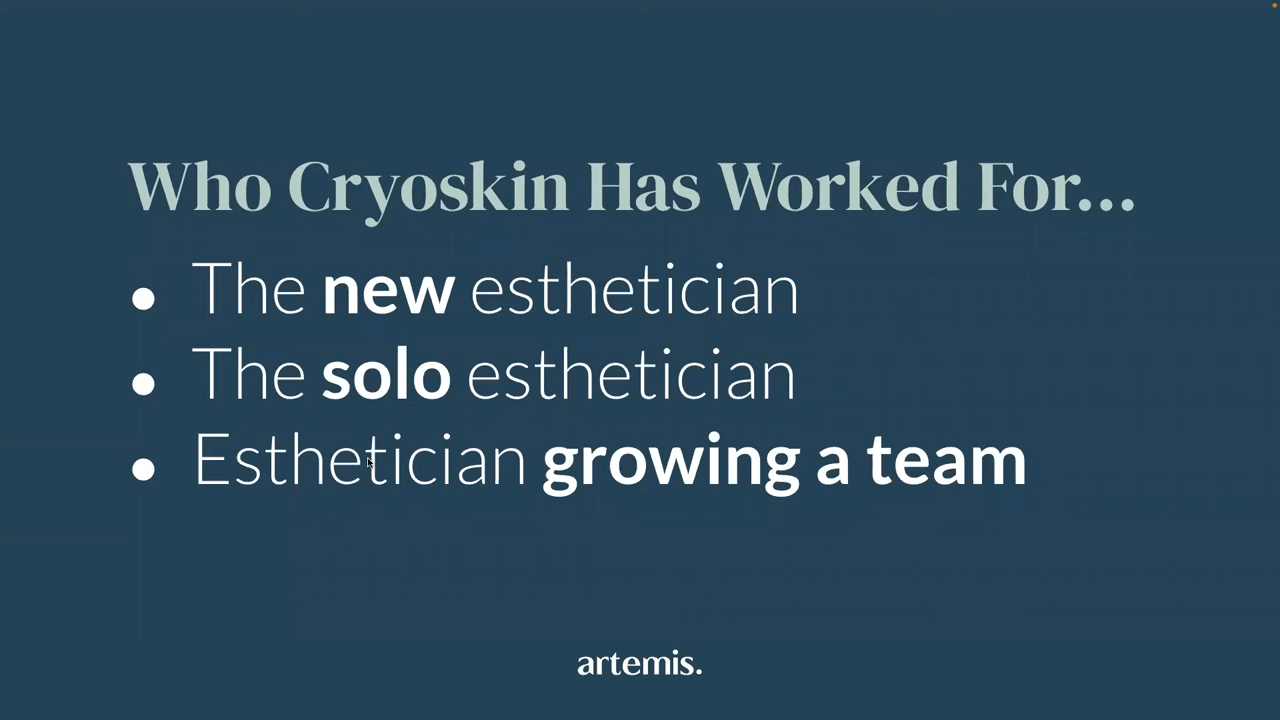 Who Cryoskin Has Worked For...
• The new esthetician
• The solo esthetician
• Esthetician growing a team
artemis.